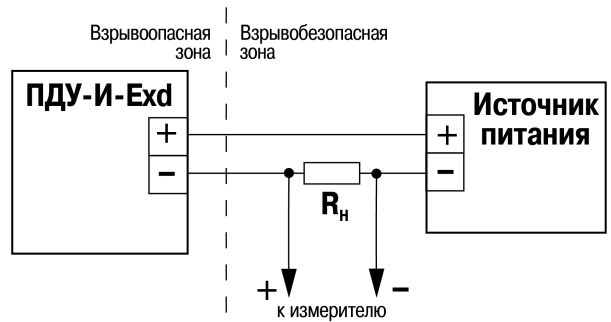 Взрывоопасная
зона
Взрывобезопасная
зона
ПДУ-И-Exd
+
−
Источник
питания
+
−
Rн
+
−
к измерителю